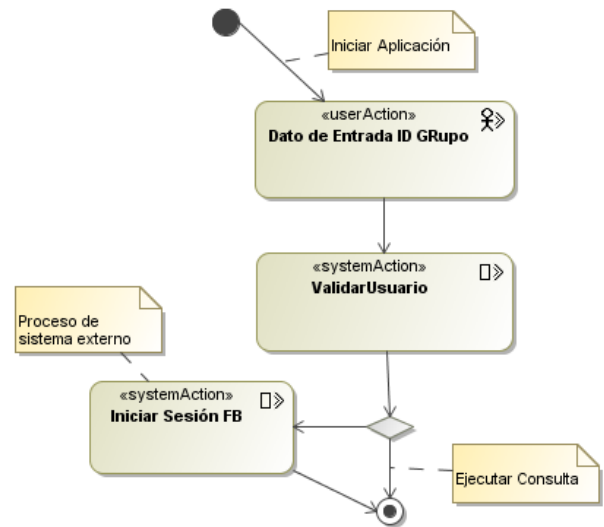 Iniciar Aplicación
«userAction»
Dato de Entrada ID GRupo
«systemAction»
ValidarUsuario
Proceso de
sistema externo
«systemAction»
Iniciar Sesión FB
Ejecutar Consulta